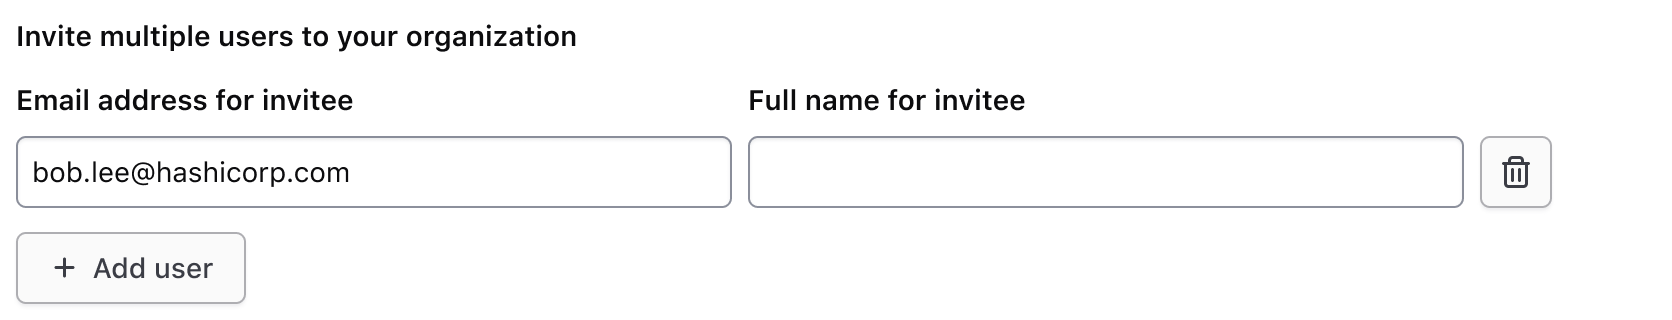 Invite multiple users to your organization
Email address for invitee
Full name for invitee
bob.lee@hashicorp.com
Add user